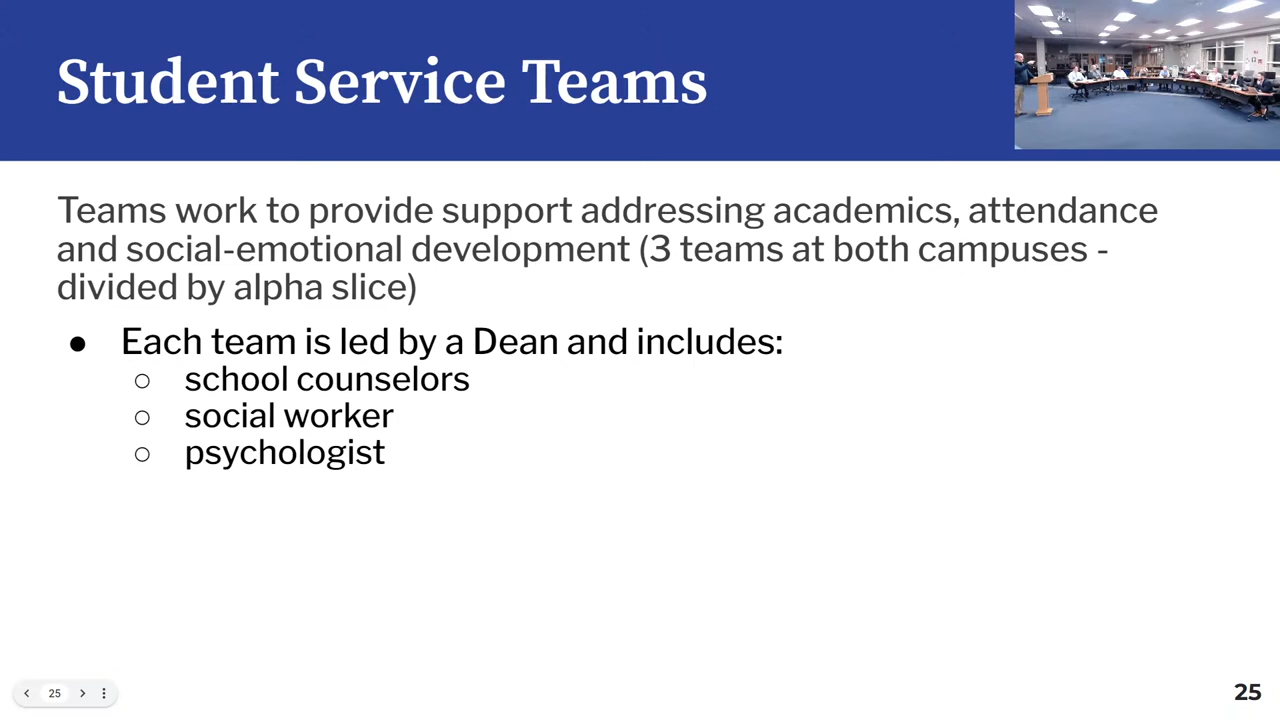 Student Service Teams
Teams work to provide support addressing academics, attendance
and social-emotional development (3 teams at both campuses -
divided by alpha slice)
● Each team is led by a Dean and includes:
○ school counselors
○ social worker
○ psychologist
25
25